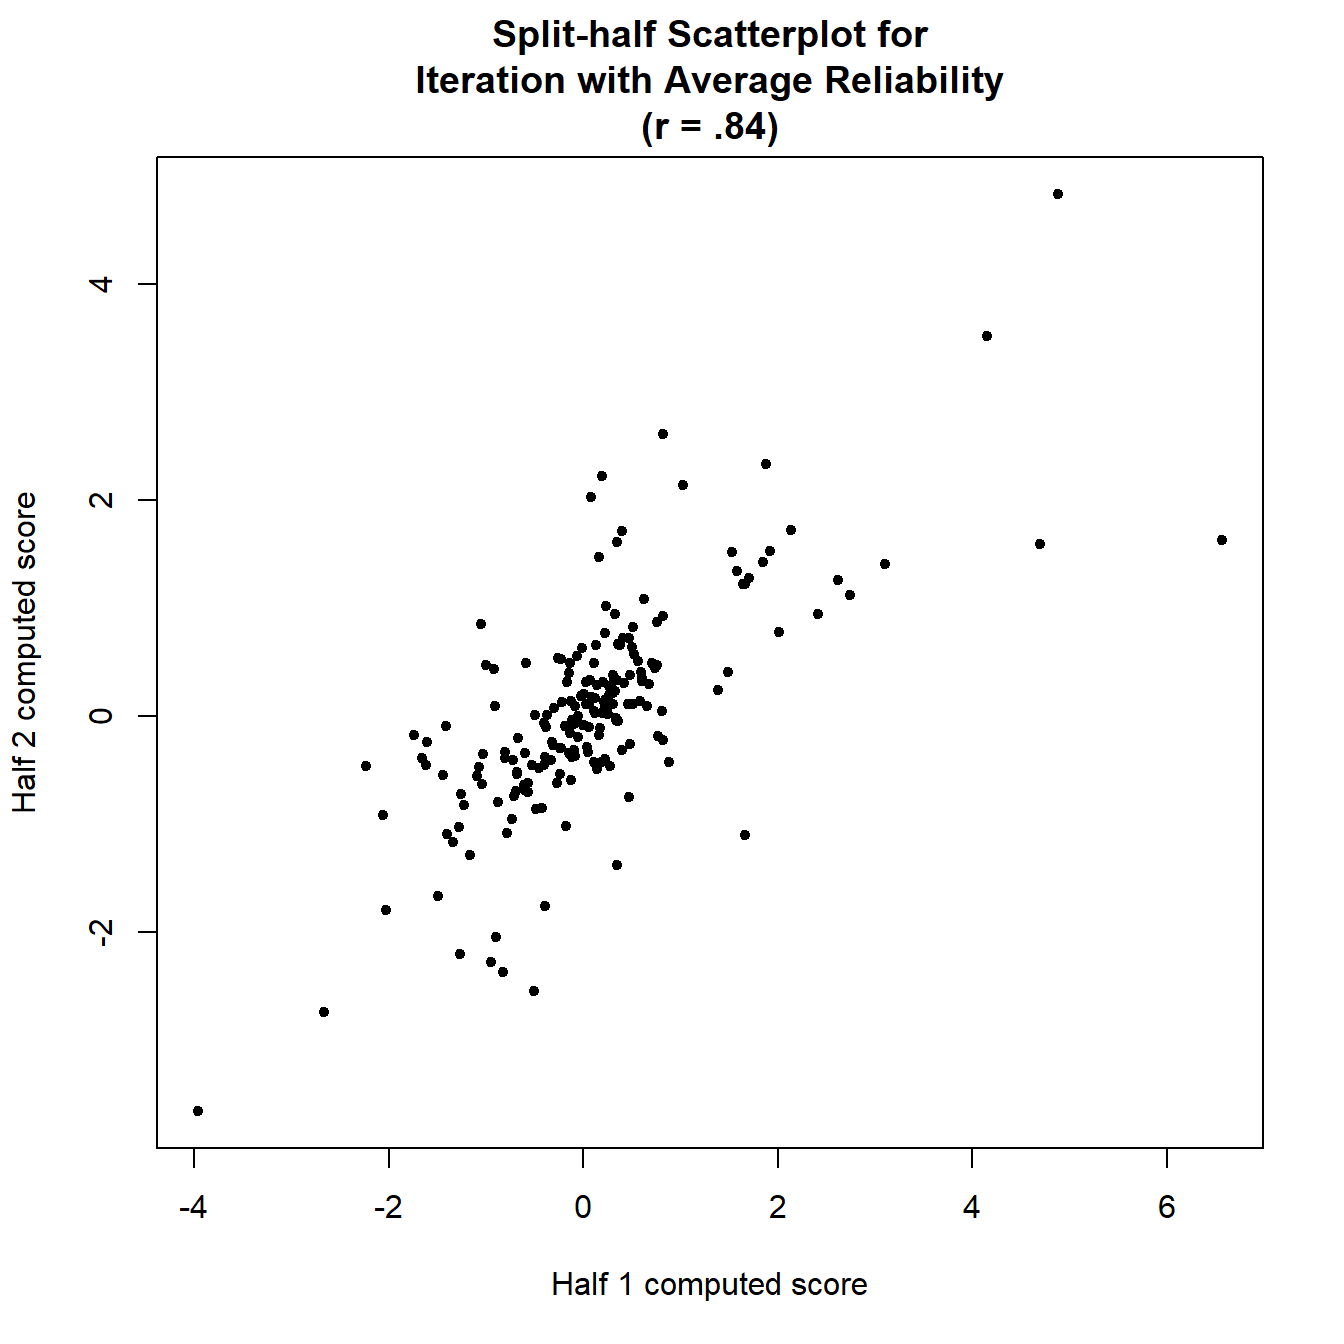 Split-half Scatterplot for
Iteration with Average Reliability
(r = .84)
Half 2 computed score
4
2
0
-2
-4
-2
0
2
4
6
Half 1 computed score